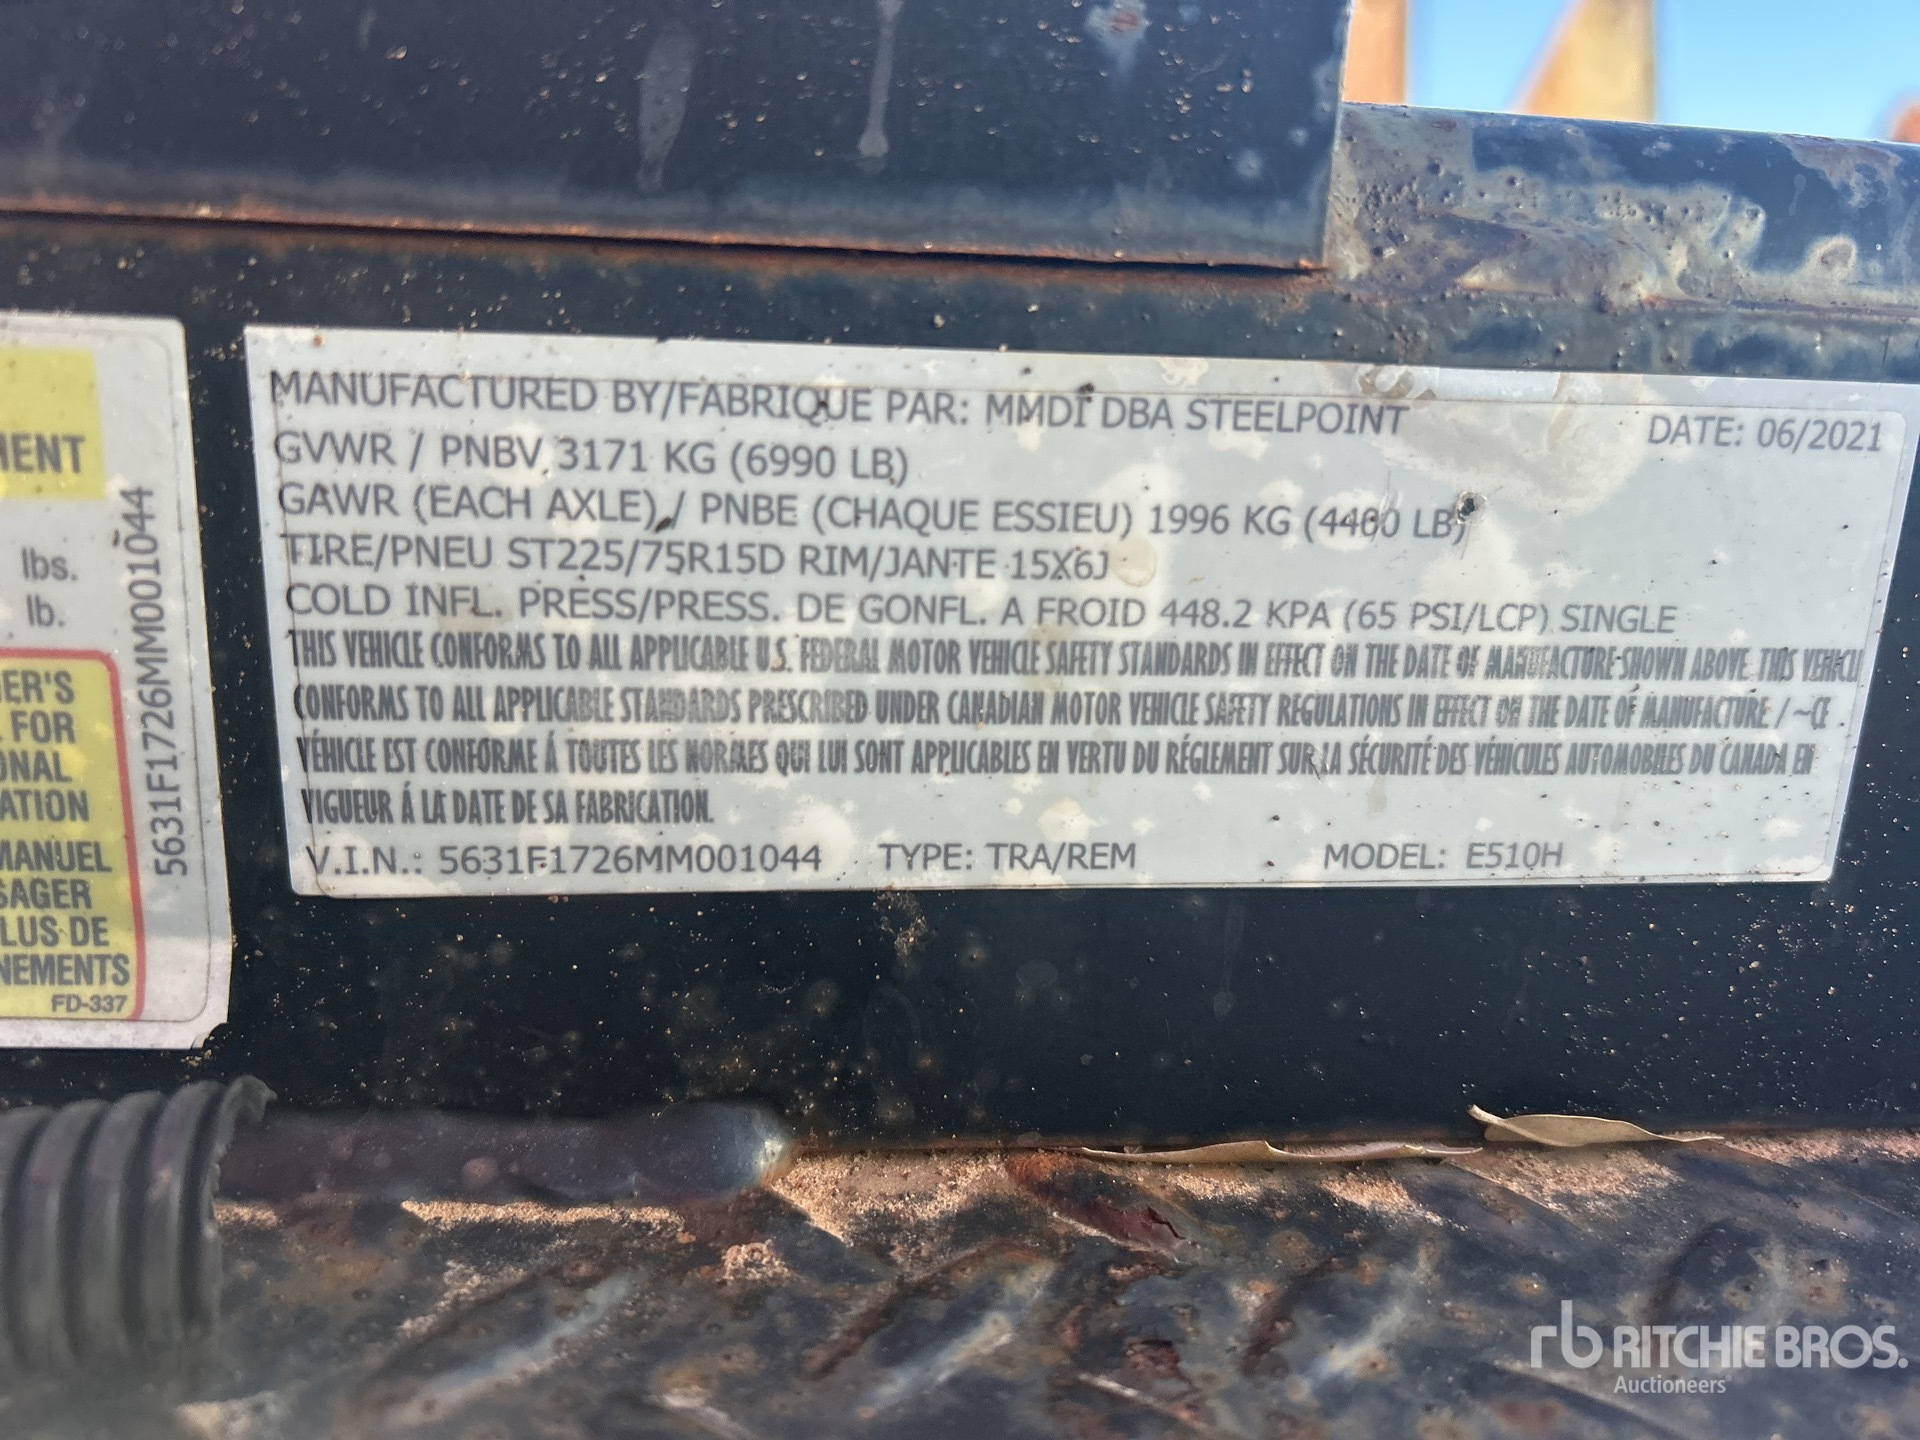 MENT
lbs.
lb.
ER'S
FOR
ONAL
ATION
MANUEL
SAGER
LUS DE
NEMENTS
FD-337
5631F1726MM001044
MANUFACTURED BY/FABRIQUE PAR: MMDI DBA STEELPOINT DATE: 06/2021
GVWR / PNBV 3171 KG (6990 LB)
GAWR (EACH AXLE) / PNBE (CHAQUE ESSIEU) 1996 KG (4400 LB)
TIRE/PNEU ST225/75R15D RIM/JANTE 15X6J
COLD INFL. PRESS/PRESS. DE GONFL. A FROID 448.2 KPA (65 PSI/LCP) SINGLE
THIS VEHICLE CONFORMS TO ALL APPLICABLE U.S. FEDERAL MOTOR VEHICLE SAFETY STANDARDS IN EFFECT ON THE DATE OF MANUFACTURE SHOWN ABOVE. THIS VEHICLE
CONFORMS TO ALL APPLICABLE STANDARDS PRESCRIBED UNDER CANADIAN MOTOR VEHICLE SAFETY REGULATIONS IN EFFECT ON THE DATE OF MANUFACTURE / ~CE
VÉHICLE EST CONFORME Á TOUTES LES NORMES QUI LUI SONT APPLICABLES EN VERTU DU RÉGLEMENT SUR LA SÉCURITÉ DES VÉHICULES AUTOMOBILES DU CANADA EN
VIGUEUR Á LA DATE DE SA FABRICATION.
V.I.N.: 5631F1726MM001044 TYPE: TRA/REM MODEL: E510H
rb RITCHIE BROS.
Auctioneers